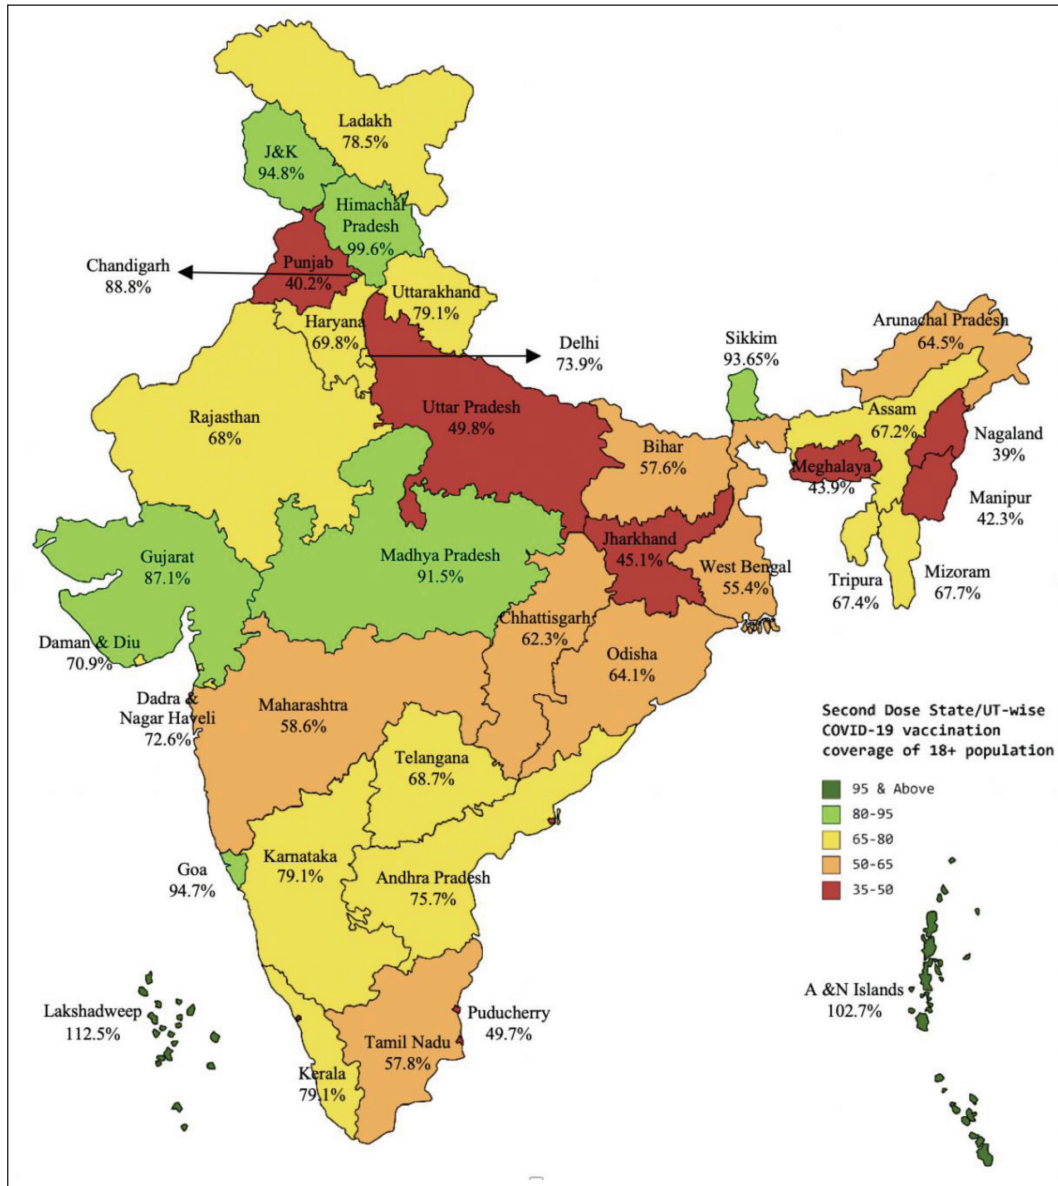 Ladakh
78.5%
J&K
94.8%
Himachal
Pradesh
99.6%
Punjab
40.2%
Chandigarh
88.8%
Uttarakhand
79.1%
Haryana
69.8%
Delhi
73.9%
Sikkim
93.65%
Arunachal Pradesh
64.5%
Rajasthan
68%
Uttar Pradesh
49.8%
Bihar
57.6%
Assam
67.2%
Nagaland
39%
Meghalaya
43.9%
Manipur
42.3%
Gujarat
87.1%
Madhya Pradesh
91.5%
Jharkhand
45.1%
West Bengal
55.4%
Tripura
67.4%
Mizoram
67.7%
Daman & Diu
70.9%
Chhattisgarh
62.3%
Odisha
64.1%
Dadra &
Nagar Haveli
72.6%
Maharashtra
58.6%
Telangana
68.7%
Second Dose State/UT-wise
COVID-19 vaccination
coverage of 18+ population
95 & Above
80-95
65-80
50-65
35-50
Goa
94.7%
Karnataka
79.1%
Andhra Pradesh
75.7%
Lakshadweep
112.5%
A &N Islands
102.7%
Puducherry
49.7%
Tamil Nadu
57.8%
Kerala
79.1%